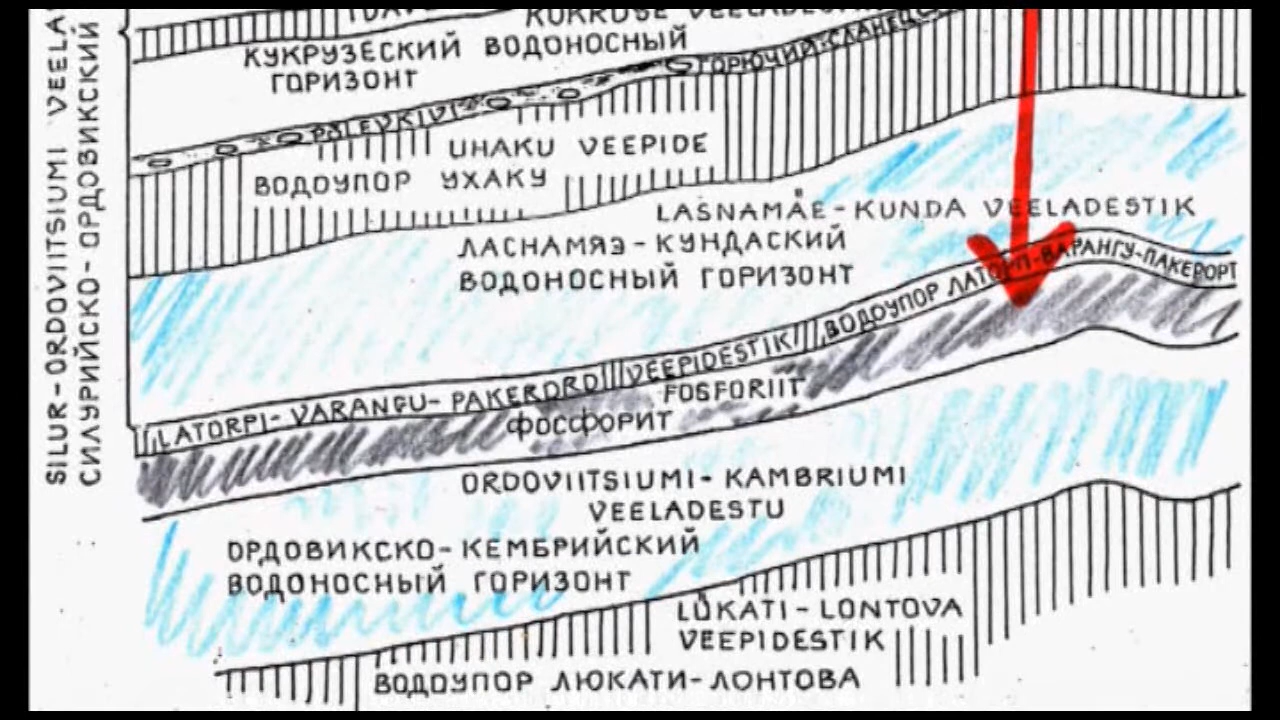 KUKRUSE VEELADESTIK
КУКРУЗЕСКИЙ ВОДОНОСНЫЙ
ГОРИЗОНТ
ГОРЮЧИЙ-СЛАНЕЦ
PÕLEVKIVI
UHAKU VEEPIDE
ВОДОУПОР УХАКУ
LASNAMÄE-KUNDA VEELADESTIK
ЛАСНАМЯЭ-КУНДАСКИЙ
ВОДОНОСНЫЙ ГОРИЗОНТ
ВОДОУПОР ЛАТОРП-ВАРАНГУ-ПАКЕРОРТ
LATORPI-VARANGU-PAKERORD VEEPIDESTIK
FOSFORIIT
ФОСФОРИТ
ORDOVIITSIUMI-KAMBRIUMI
VEELADESTU
ОРДОВИКСКО-КЕМБРИЙСКИЙ
ВОДОНОСНЫЙ ГОРИЗОНТ
LÜKATI-LONTOVA
VEEPIDESTIK
ВОДОУПОР ЛЮКАТИ-ЛОНТОВА
SILUR-ORDOVIITSIUMI VEELA
СИЛУРИЙСКО-ОРДОВИКСКИЙ